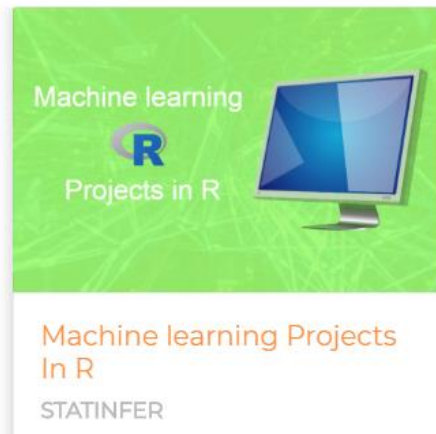 Machine learning
R
Projects in R
Machine learning Projects
In R
STATINFER